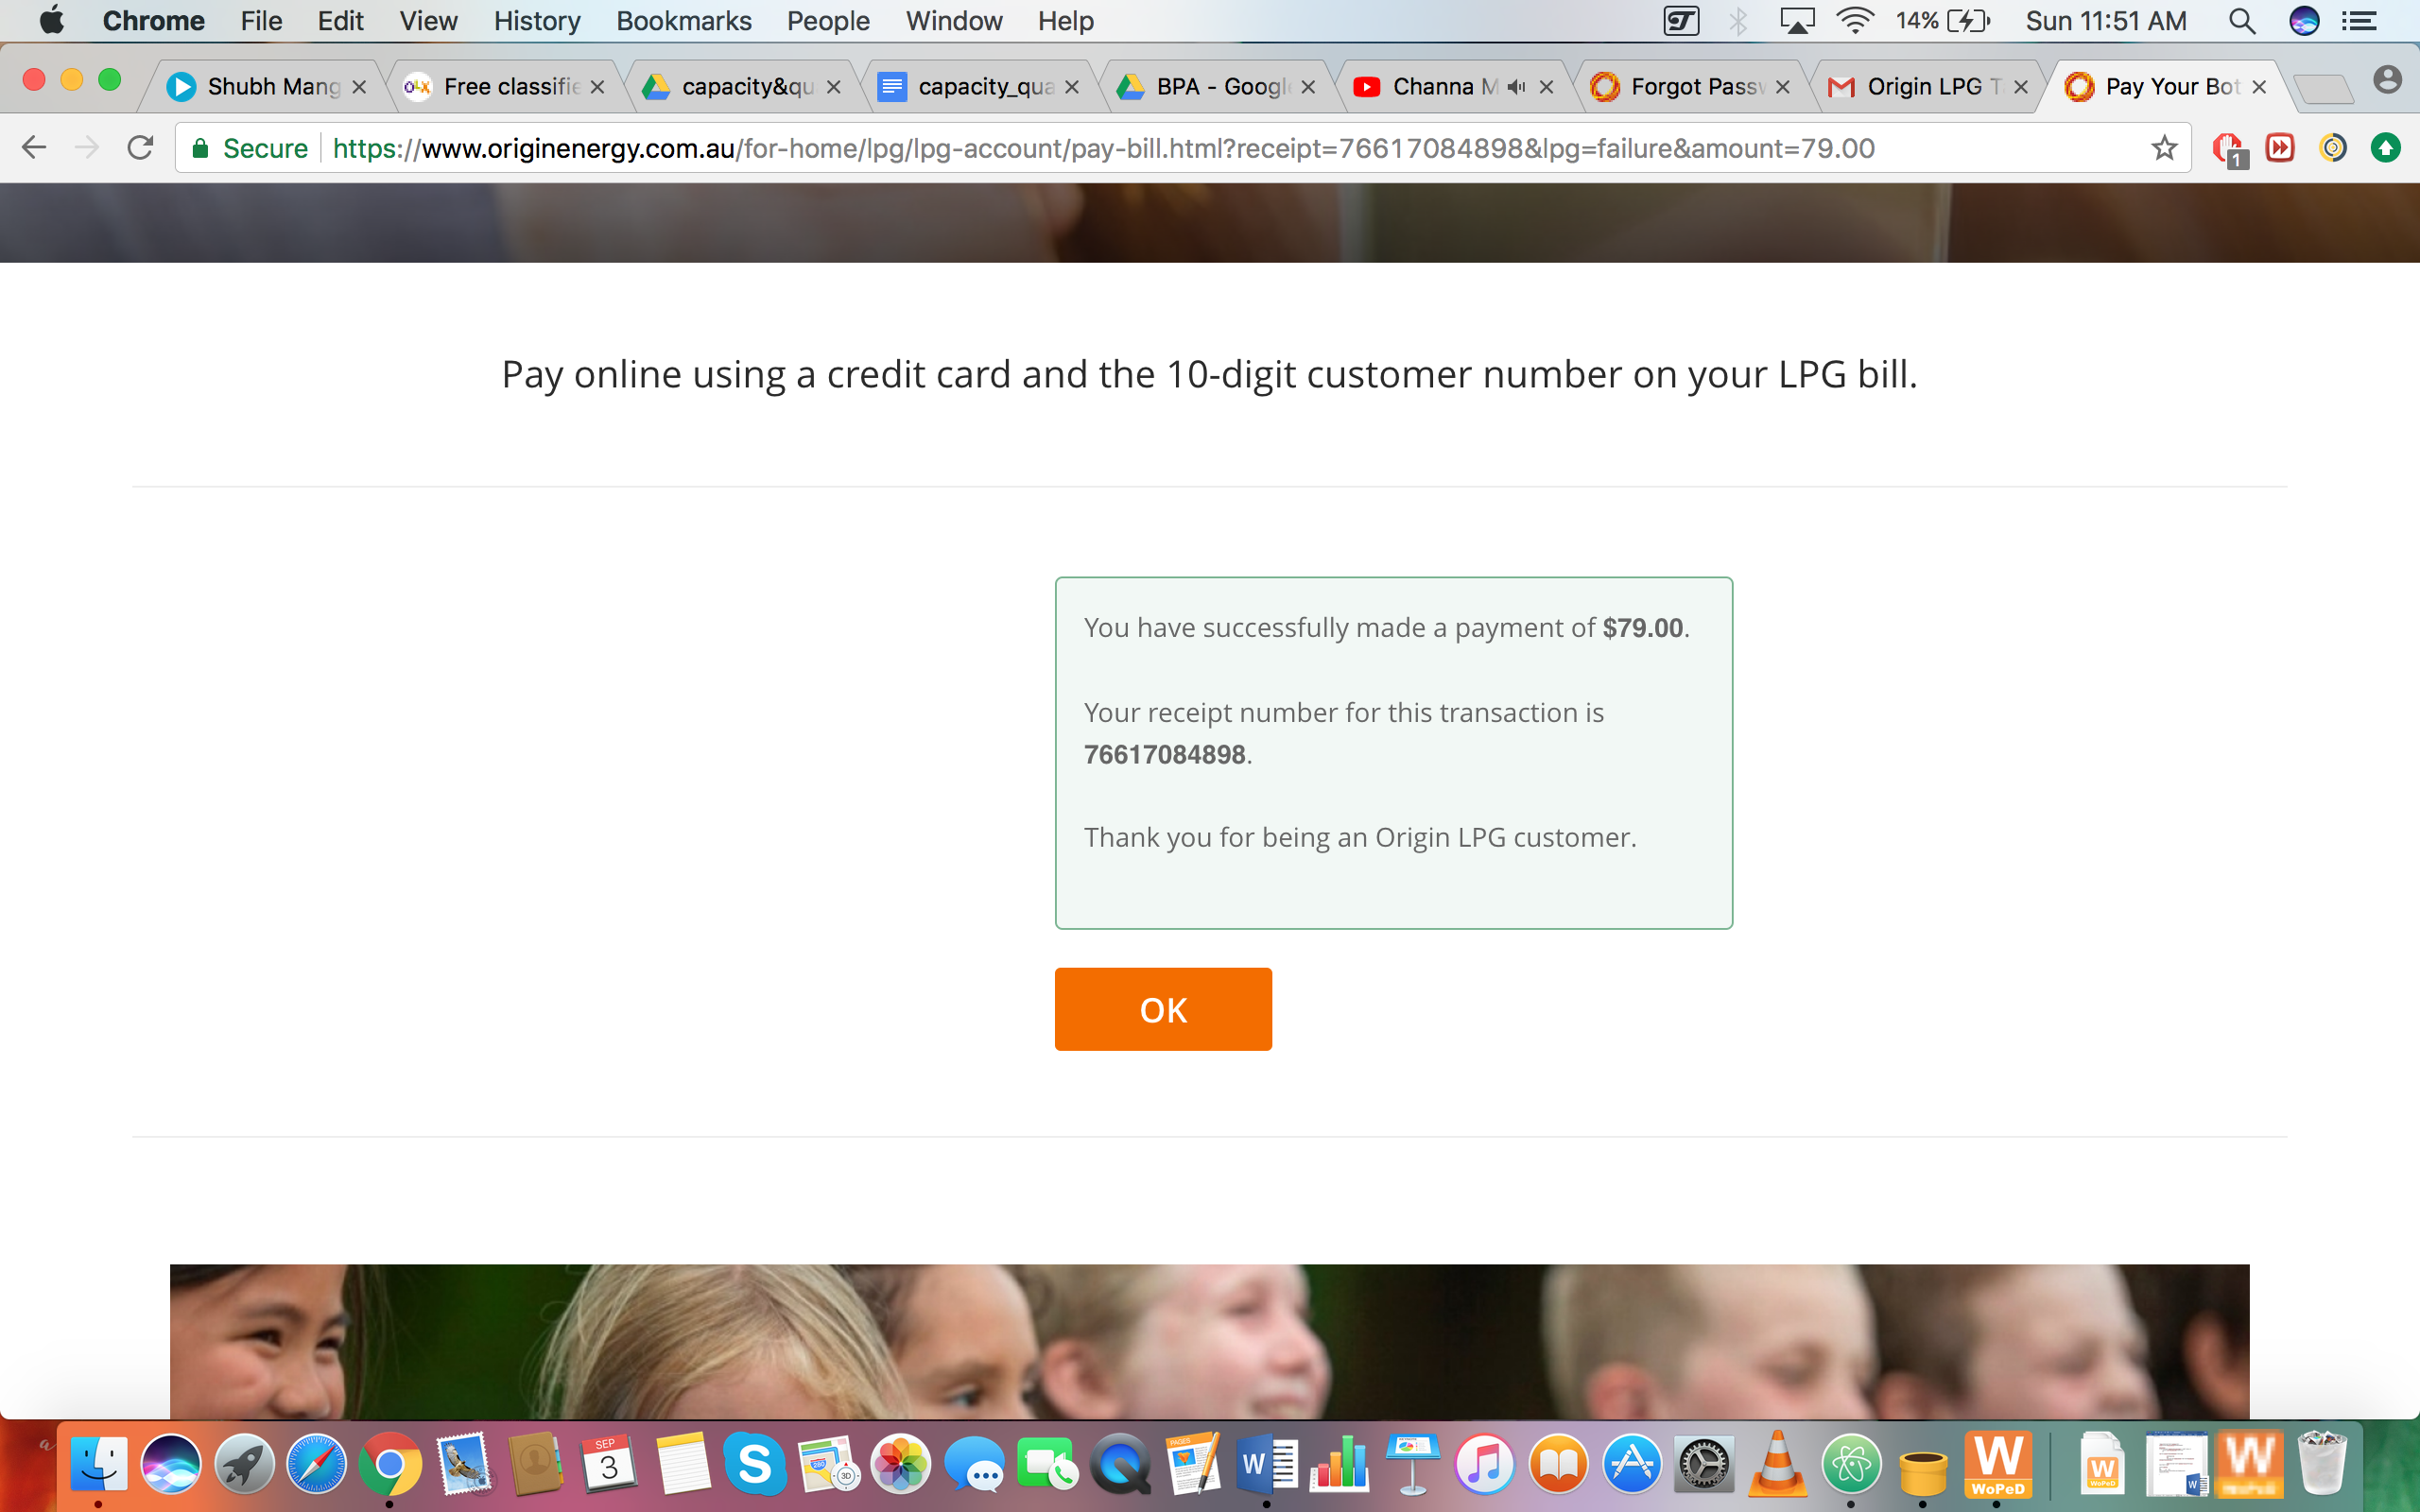 Chrome File Edit View History Bookmarks People Window Help 14% Sun 11:51 AM
Shubh Mang Free classifie capacity&qu capacity_qua BPA - Googl Channa M Forgot Passw Origin LPG T Pay Your Bot
Secure https://www.originenergy.com.au/for-home/lpg/lpg-account/pay-bill.html?receipt=76617084898&lpg=failure&amount=79.00
1
Pay online using a credit card and the 10-digit customer number on your LPG bill.
You have successfully made a payment of $79.00.
Your receipt number for this transaction is
76617084898.
Thank you for being an Origin LPG customer.
OK
SEP
3
PAGES
WoPeD